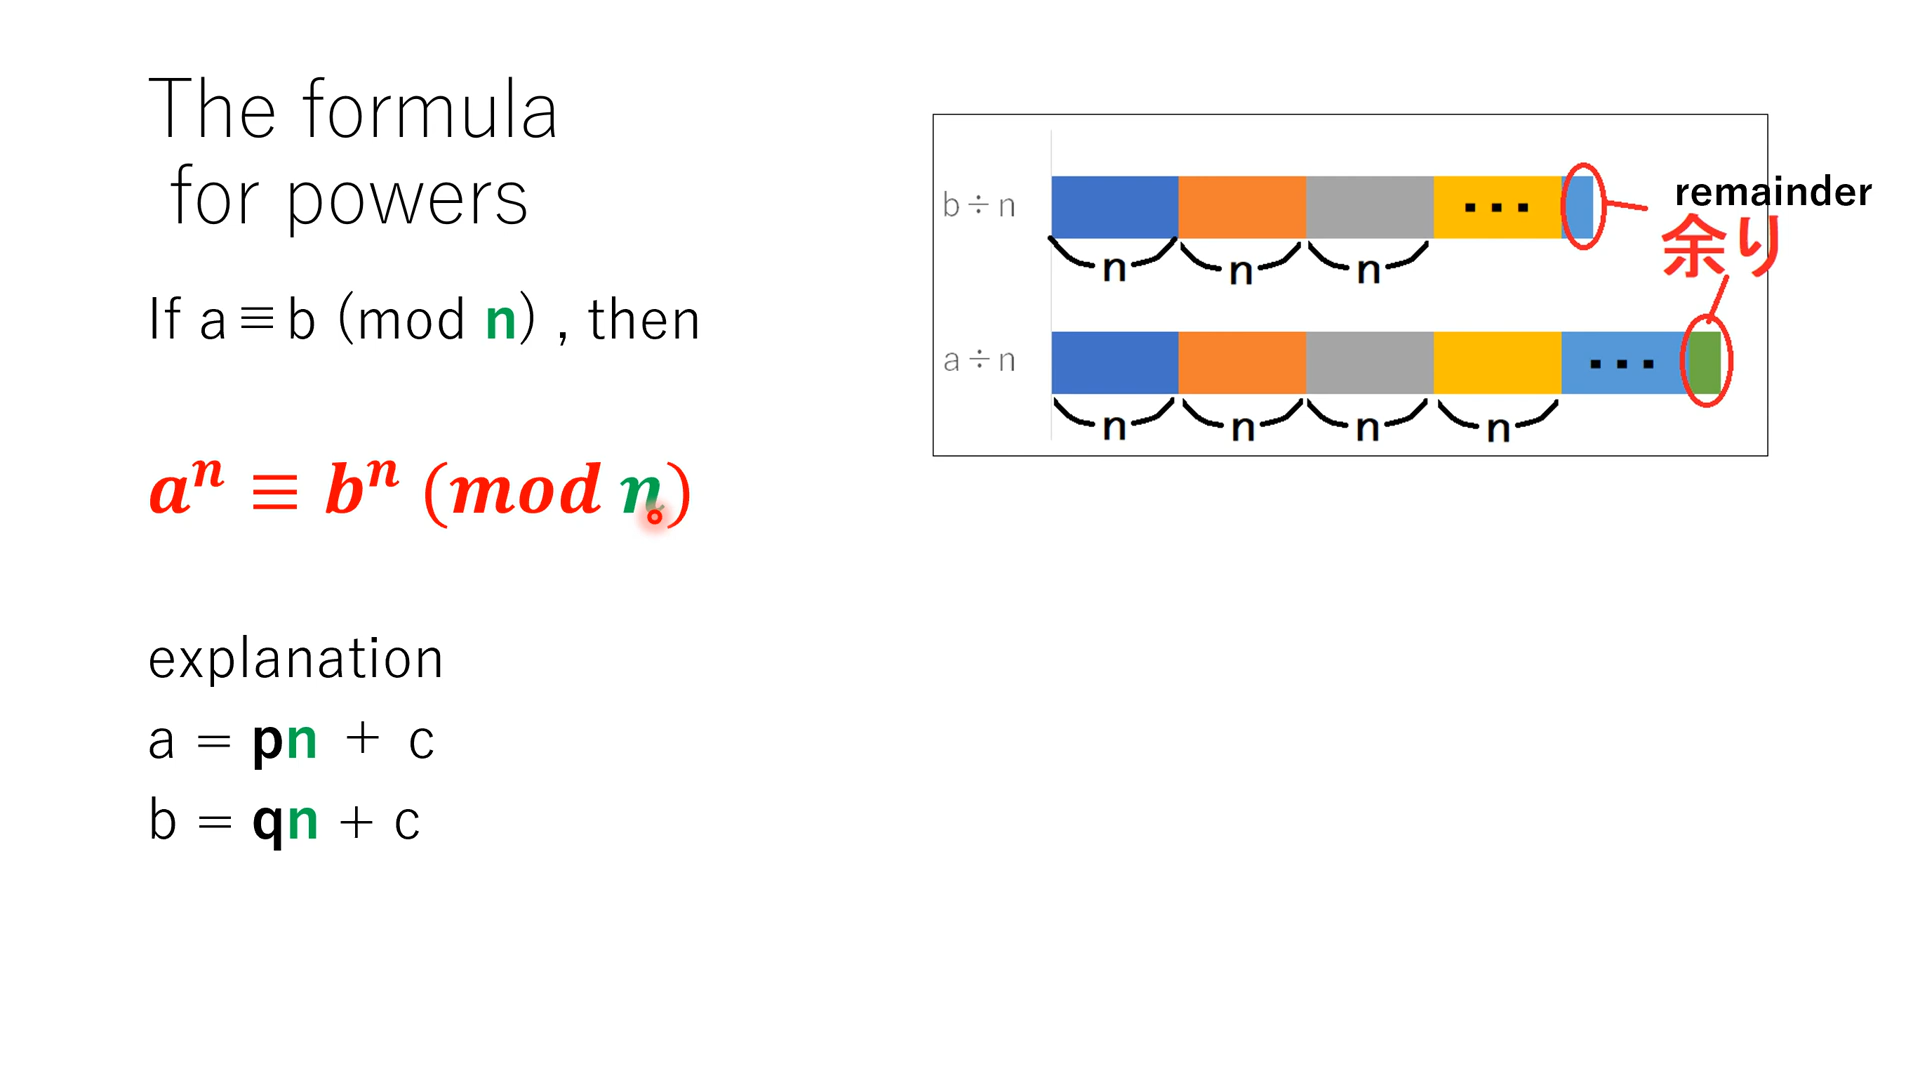 The formula
for powers
If a≡b (mod n) , then
aⁿ ≡ bⁿ (mod n)
explanation
a = pn + c
b = qn + c
b÷n
･･･
n n n
remainder
余り
a÷n
･･･
n n n n